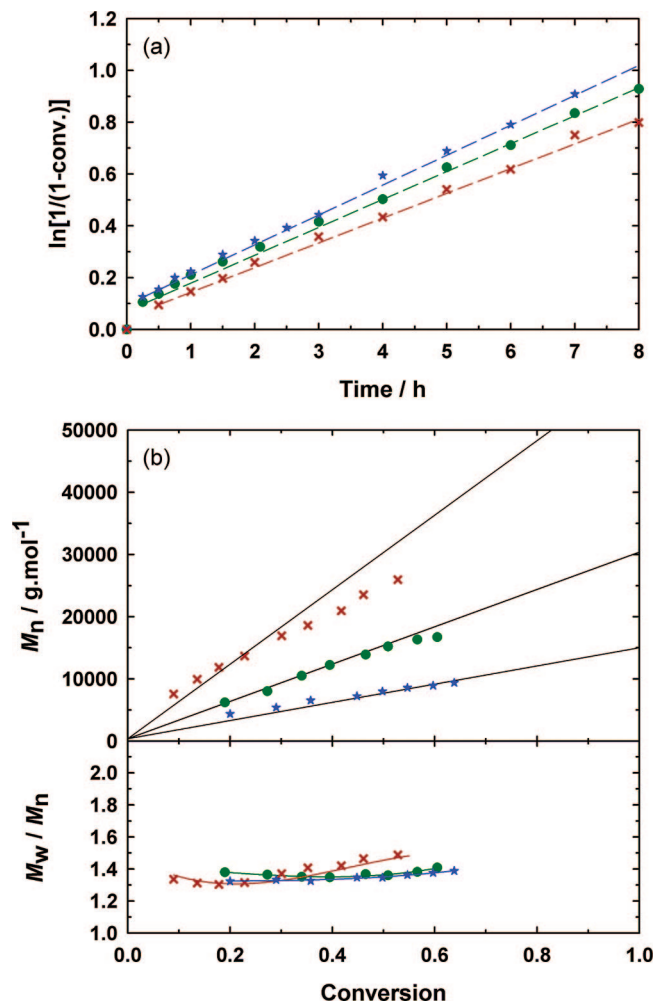 (a)
ln[1/(1-conv.)]
1.2
1.0
0.8
0.6
0.4
0.2
0.0
0 1 2 3 4 5 6 7 8
Time / h
(b)
Mn / g.mol-1
50000
40000
30000
20000
10000
0
Mw / Mn
2.0
1.8
1.6
1.4
1.2
1.0
0.0 0.2 0.4 0.6 0.8 1.0
Conversion